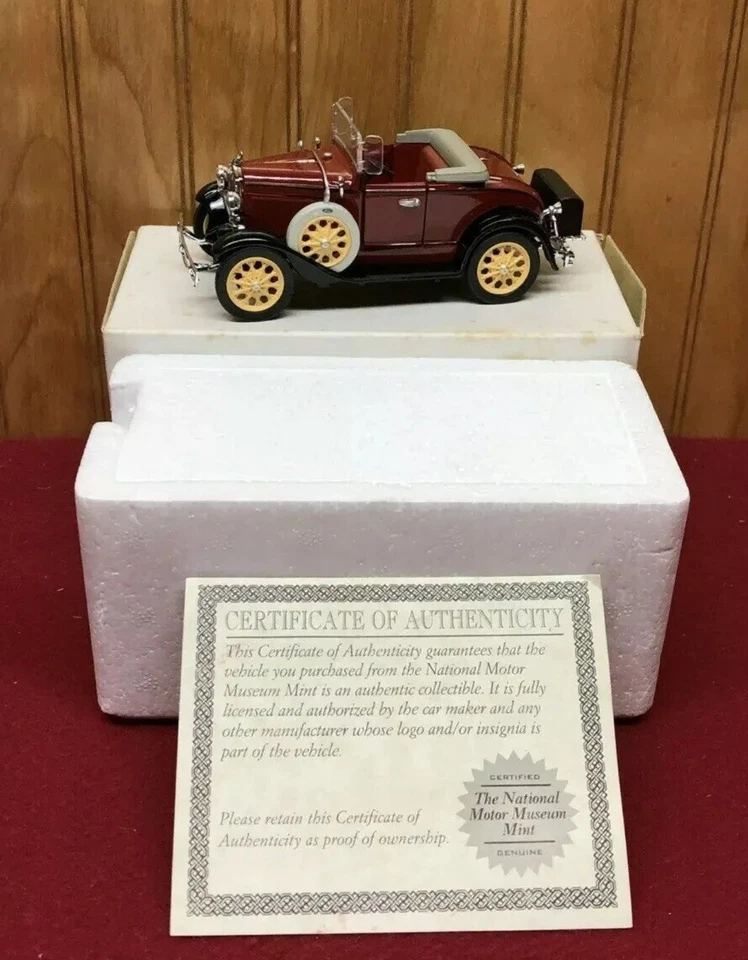 CERTIFICATE OF AUTHENTICITY
This Certificate of Authenticity guarantees that the
vehicle you purchased from the National Motor
Museum Mint is an authentic collectible. It is fully
licensed and authorized by the car maker and any
other manufacturer whose logo and/or insignia is
part of the vehicle.
Please retain this Certificate of
Authenticity as proof of ownership.
CERTIFIED
The National
Motor Museum
Mint
GENUINE